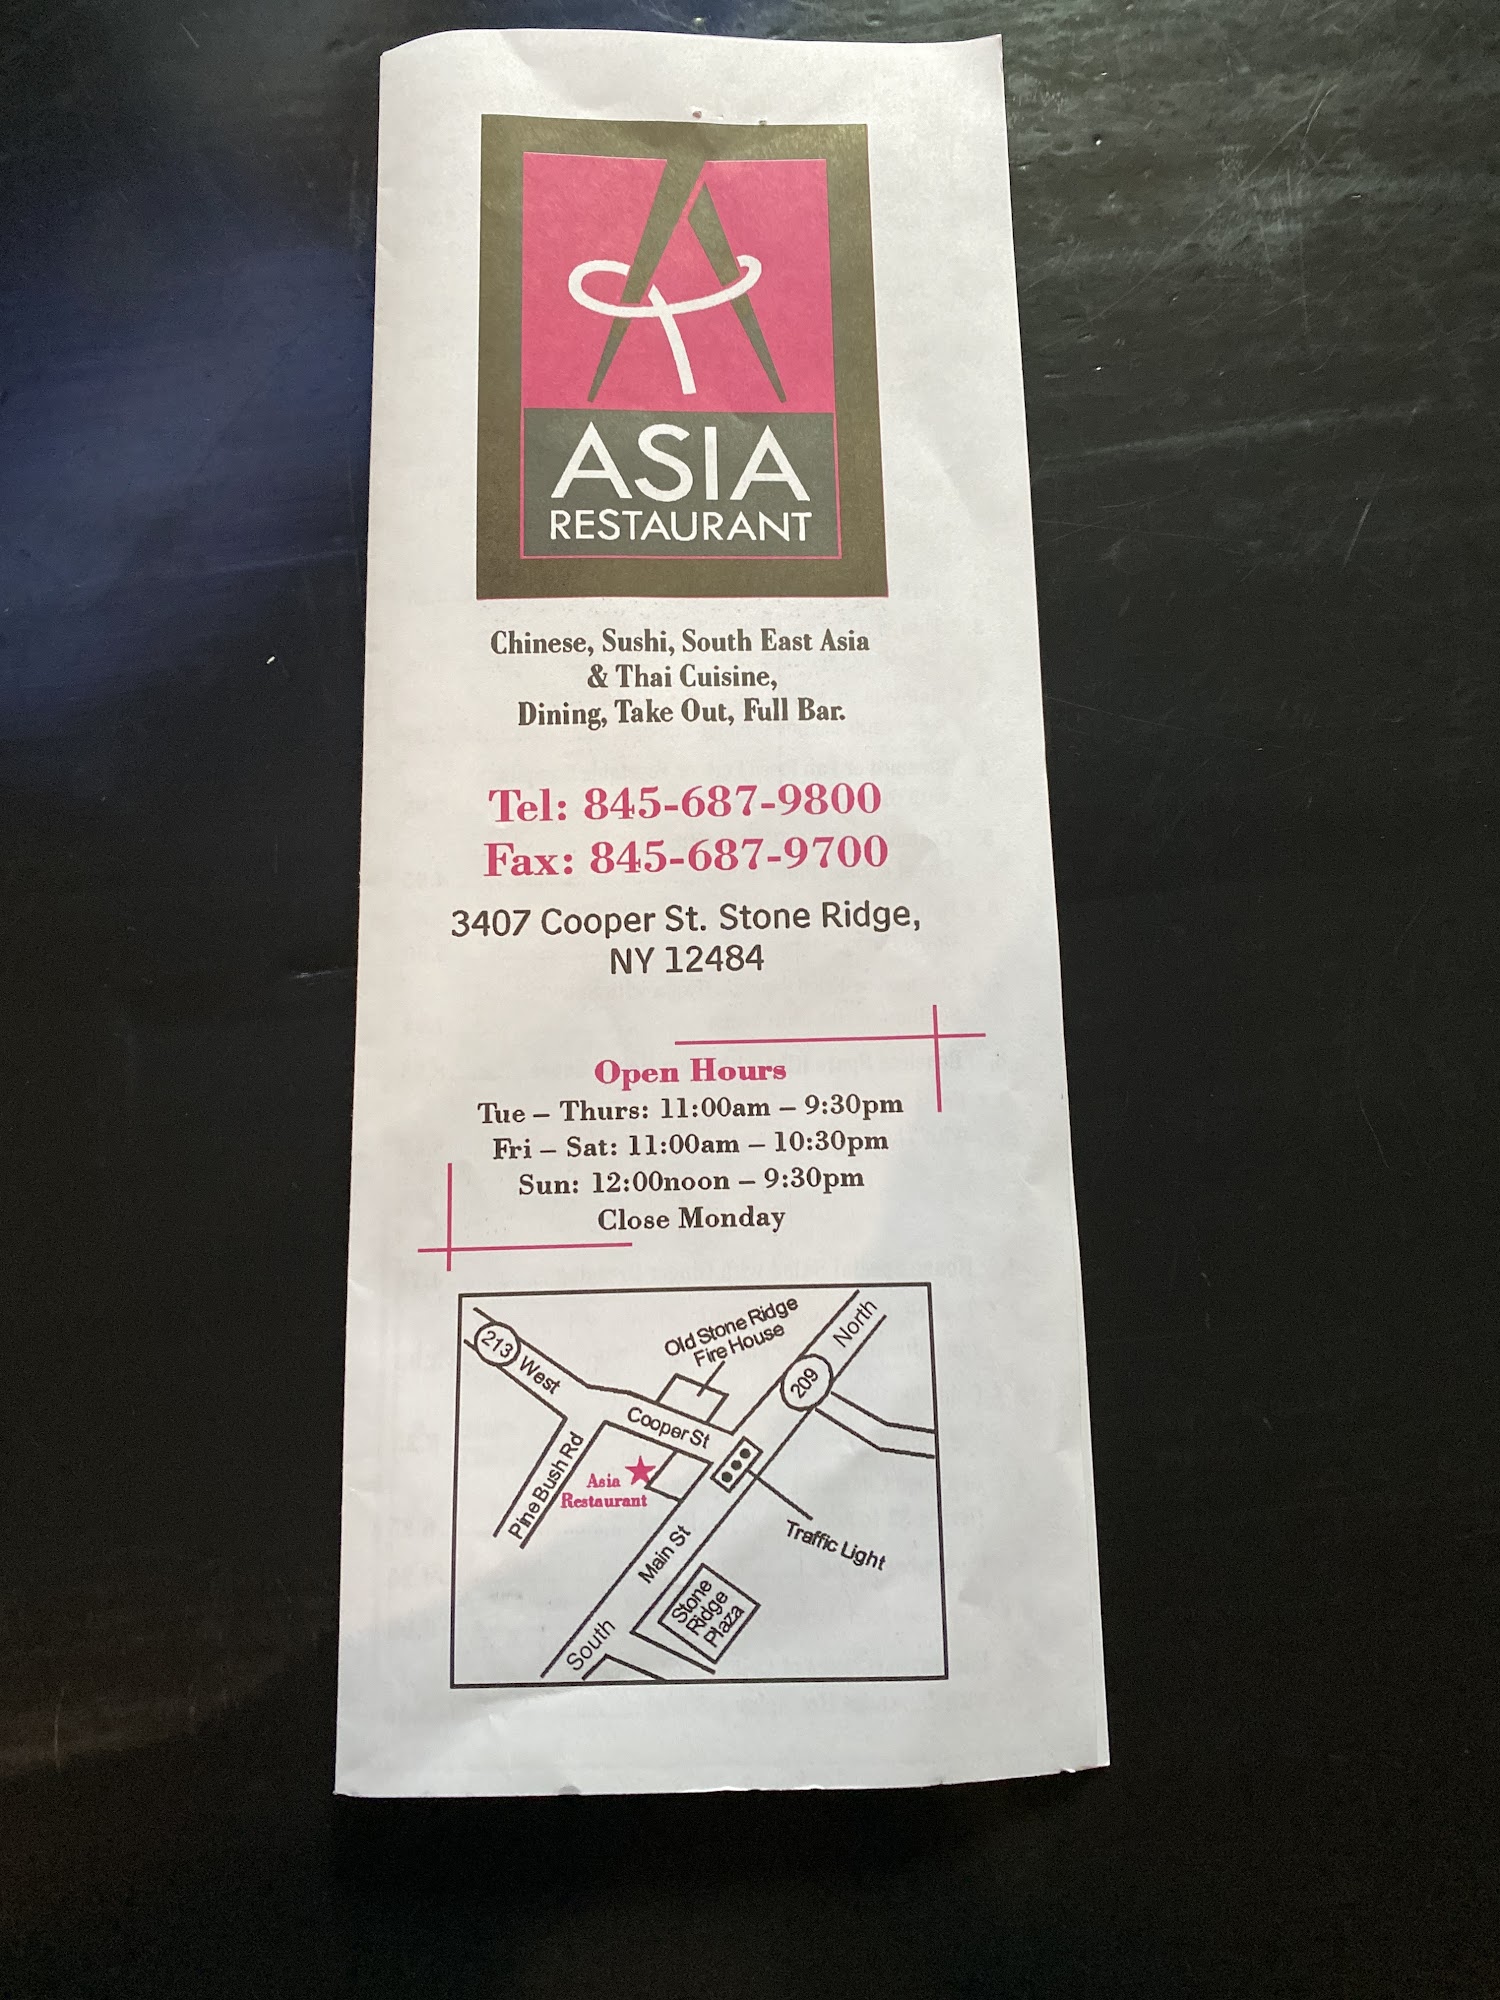 ASIA
RESTAURANT
Chinese, Sushi, South East Asia
& Thai Cuisine,
Dining, Take Out, Full Bar.
Tel: 845-687-9800
Fax: 845-687-9700
3407 Cooper St. Stone Ridge,
NY 12484
Open Hours
Tue – Thurs: 11:00am – 9:30pm
Fri – Sat: 11:00am – 10:30pm
Sun: 12:00noon – 9:30pm
Close Monday
213 West
Old Stone Ridge
Fire House
North
209
Cooper St
Pine Bush Rd
Asia
Restaurant
Main St
Traffic Light
Stone
Ridge
Plaza
South